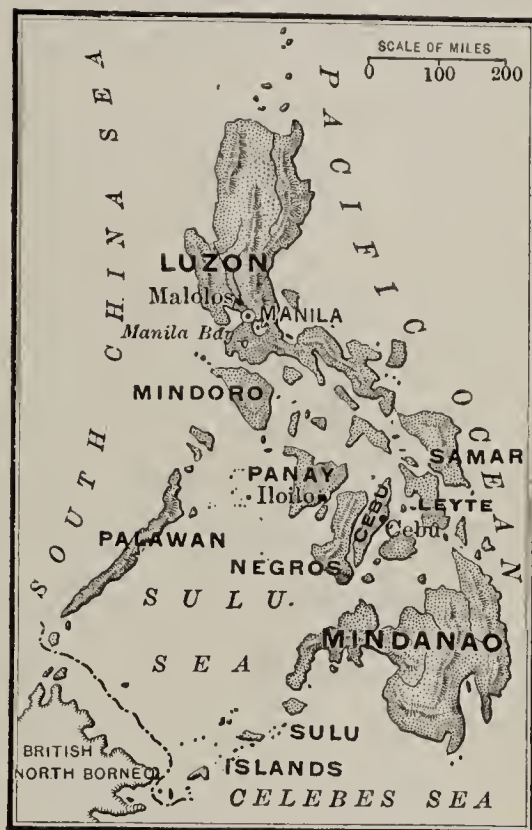 SCALE OF MILES
0 100 200
PACIFIC OCEAN
SOUTH CHINA SEA
LUZON
Malolos
MANILA
Manila Bay
MINDORO
SAMAR
PANAY
Iloilo
LEYTE
CEBU
Cebu
PALAWAN
NEGROS
SULU
SEA
MINDANAO
SULU
ISLANDS
BRITISH
NORTH BORNEO
CELEBES SEA